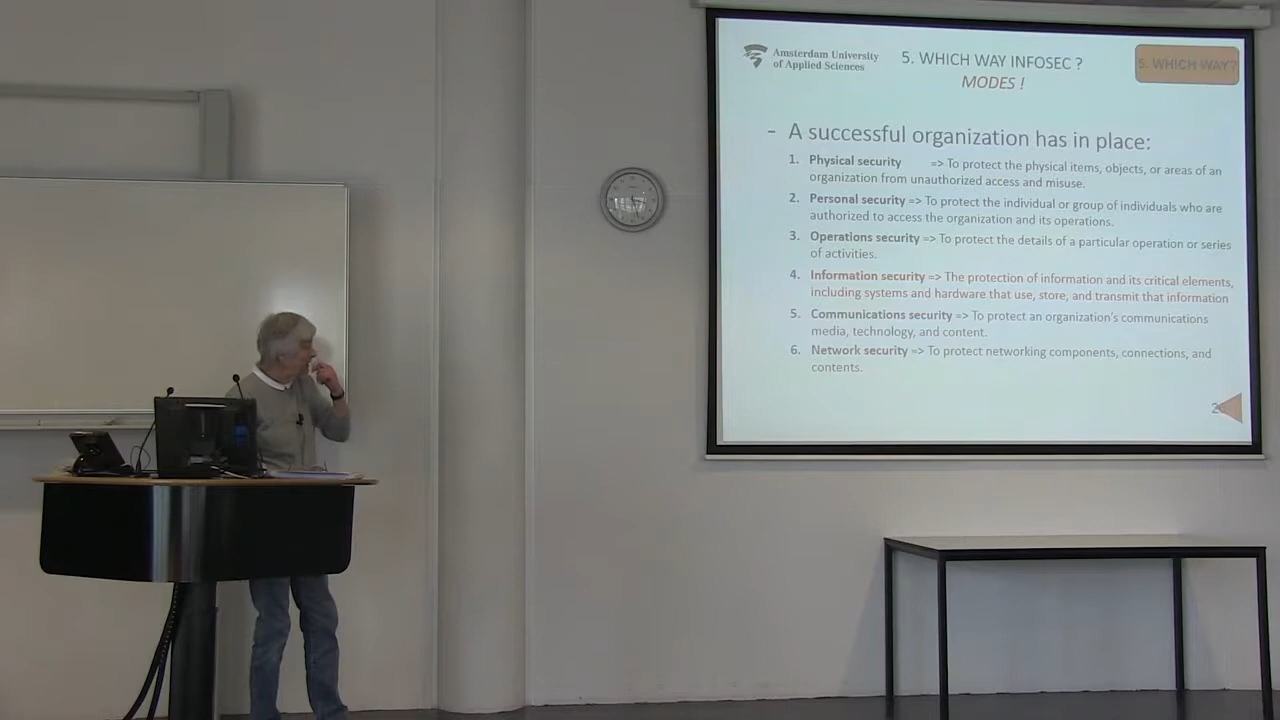 Amsterdam University
of Applied Sciences
5. WHICH WAY INFOSEC ?
MODES !
5. WHICH WAY?
- A successful organization has in place:
1. Physical security => To protect the physical items, objects, or areas of an
organization from unauthorized access and misuse.
2. Personal security => To protect the individual or group of individuals who are
authorized to access the organization and its operations.
3. Operations security => To protect the details of a particular operation or series
of activities.
4. Information security => The protection of information and its critical elements,
including systems and hardware that use, store, and transmit that information
5. Communications security => To protect an organization's communications
media, technology, and content.
6. Network security => To protect networking components, connections, and
contents.